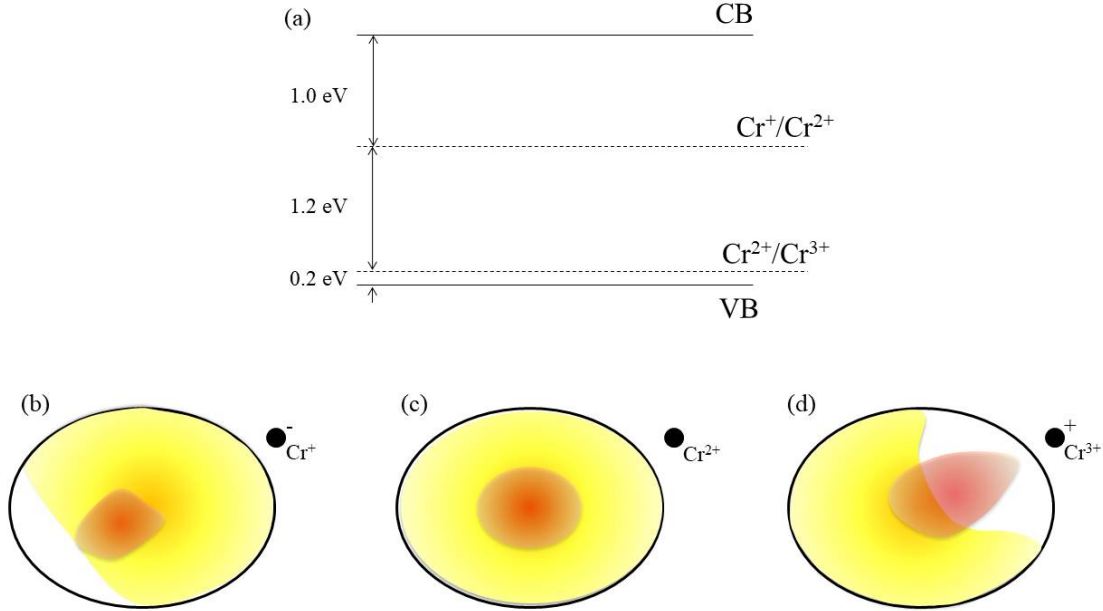 (a)
CB
1.0 eV
Cr⁺/Cr²⁺
1.2 eV
Cr²⁺/Cr³⁺
0.2 eV
VB
(b)
-
Cr⁺
(c)
Cr²⁺
(d)
+
Cr³⁺